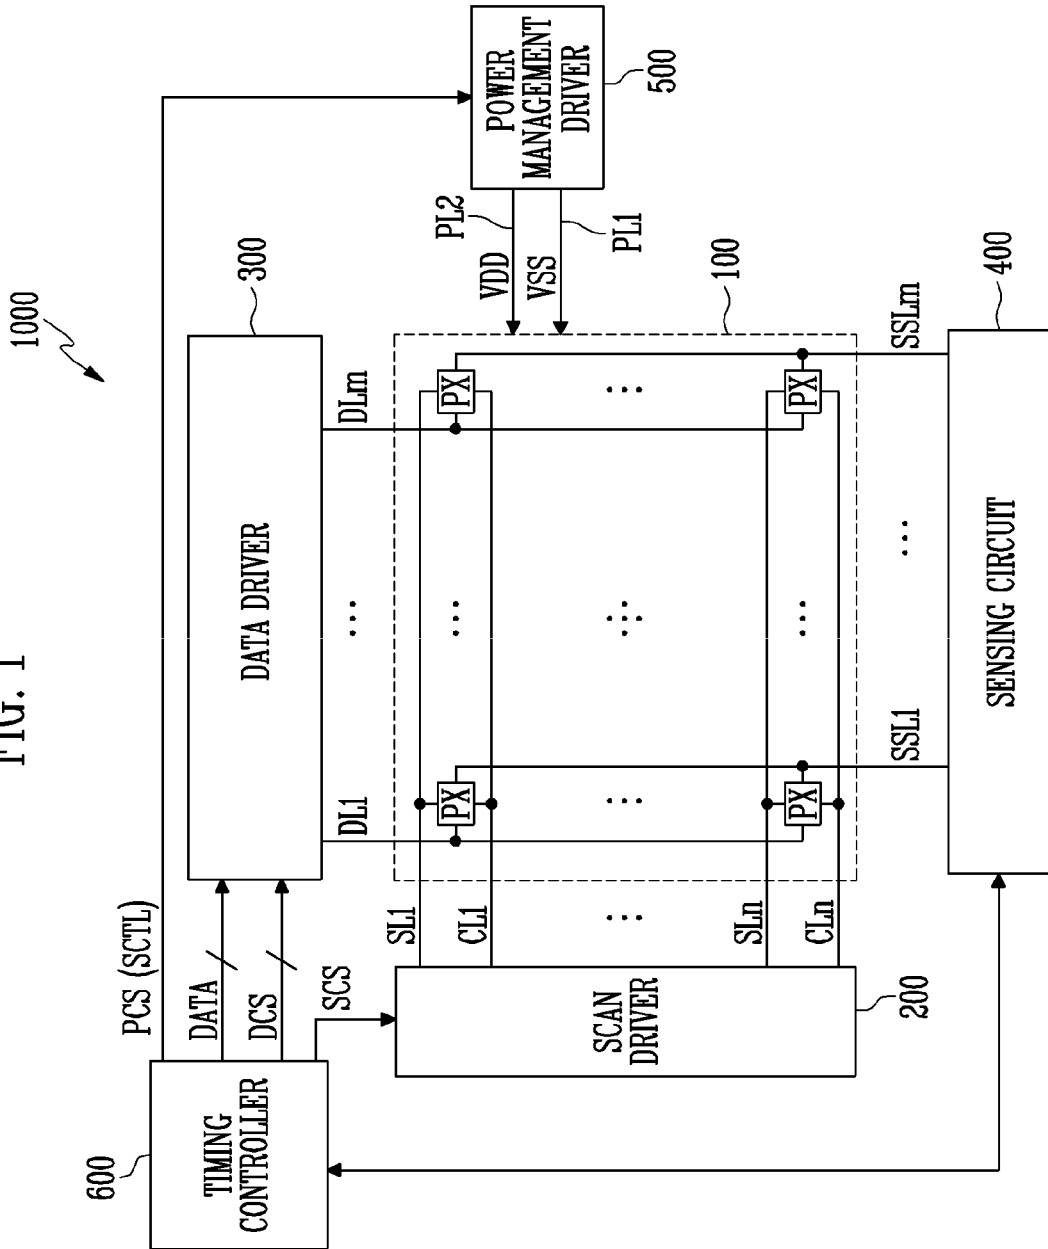 FIG. 1
1000
PCS (SCTL)
600
TIMING
CONTROLLER
DATA
DCS
SCS
DATA DRIVER
300
POWER
MANAGEMENT
DRIVER
500
PL2
VDD
VSS
PL1
DL1
...
DLm
100
SCAN
DRIVER
200
SL1
CL1
...
SLn
CLn
PX
...
PX
...
...
...
PX
...
PX
SSL1
...
SSLm
SENSING CIRCUIT
400